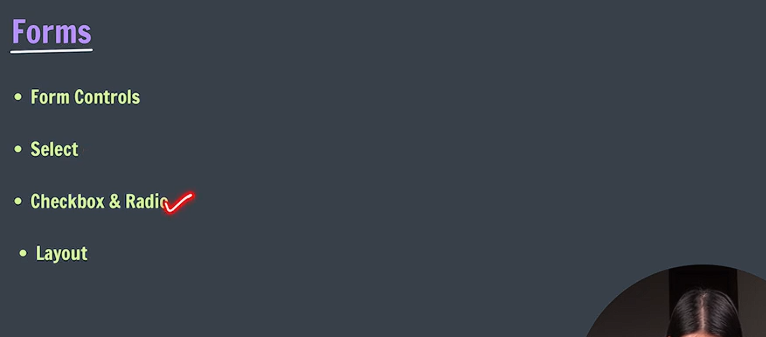 Forms
• Form Controls
• Select
• Checkbox & Radio
• Layout